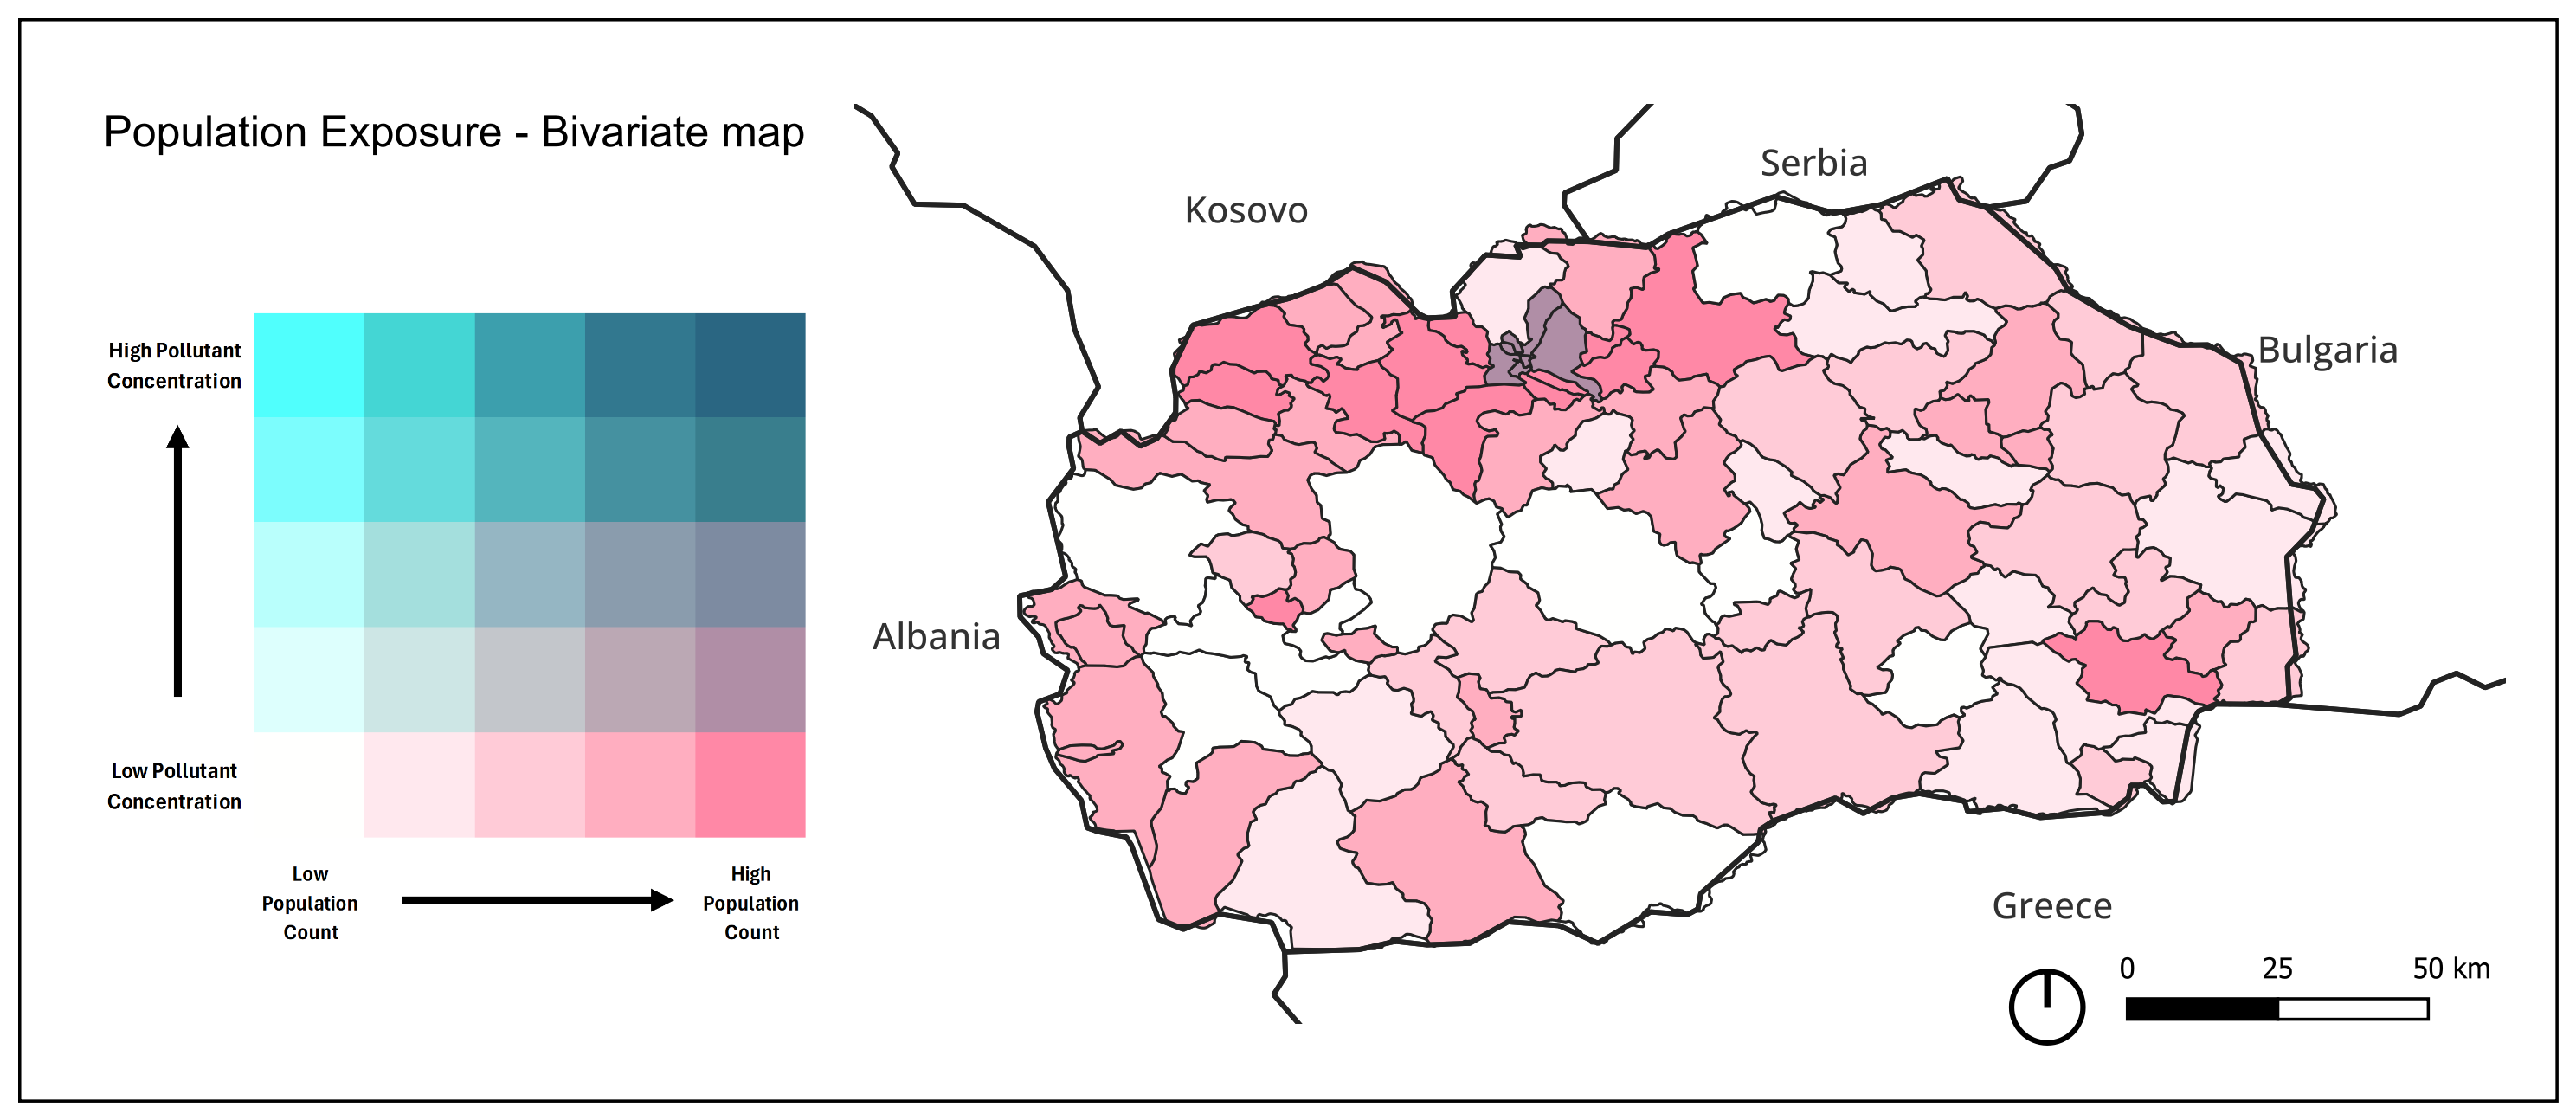 Population Exposure - Bivariate map
High Pollutant
Concentration
Low Pollutant
Concentration
Low
Population
Count
High
Population
Count
Kosovo
Serbia
Bulgaria
Albania
Greece
0 25 50 km